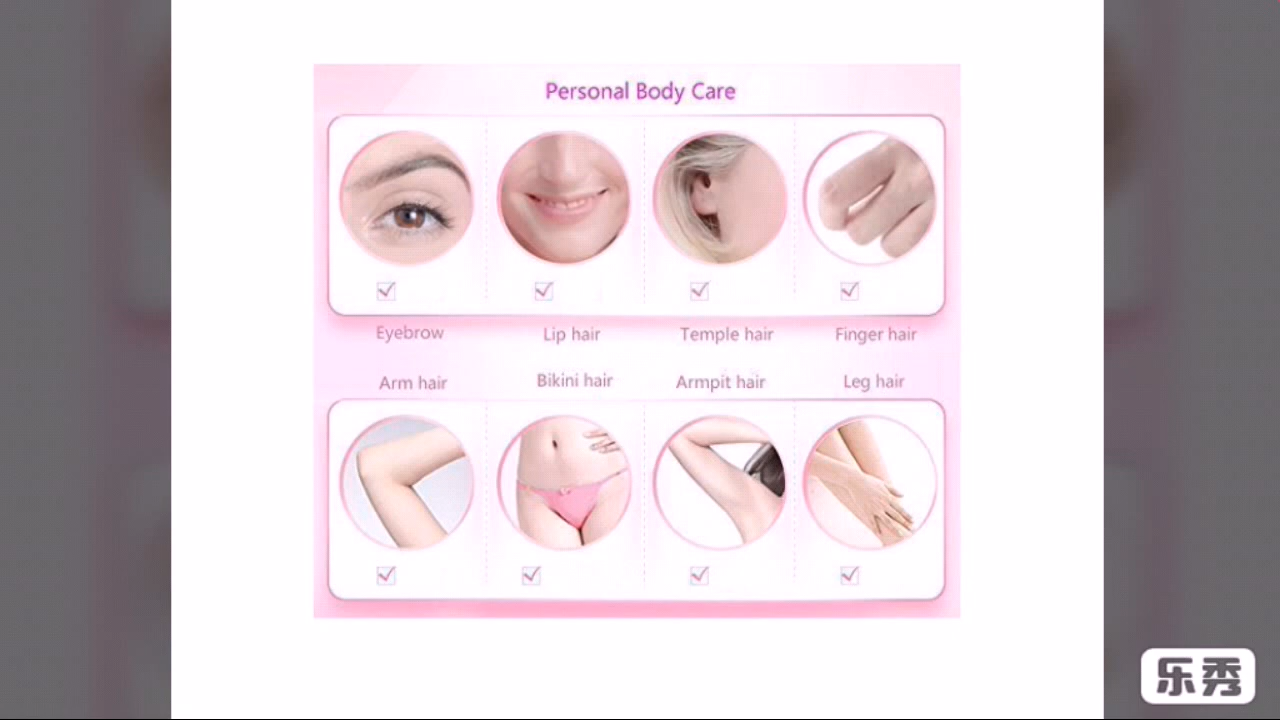 Personal Body Care
Eyebrow
Lip hair
Temple hair
Finger hair
Arm hair
Bikini hair
Armpit hair
Leg hair
乐秀